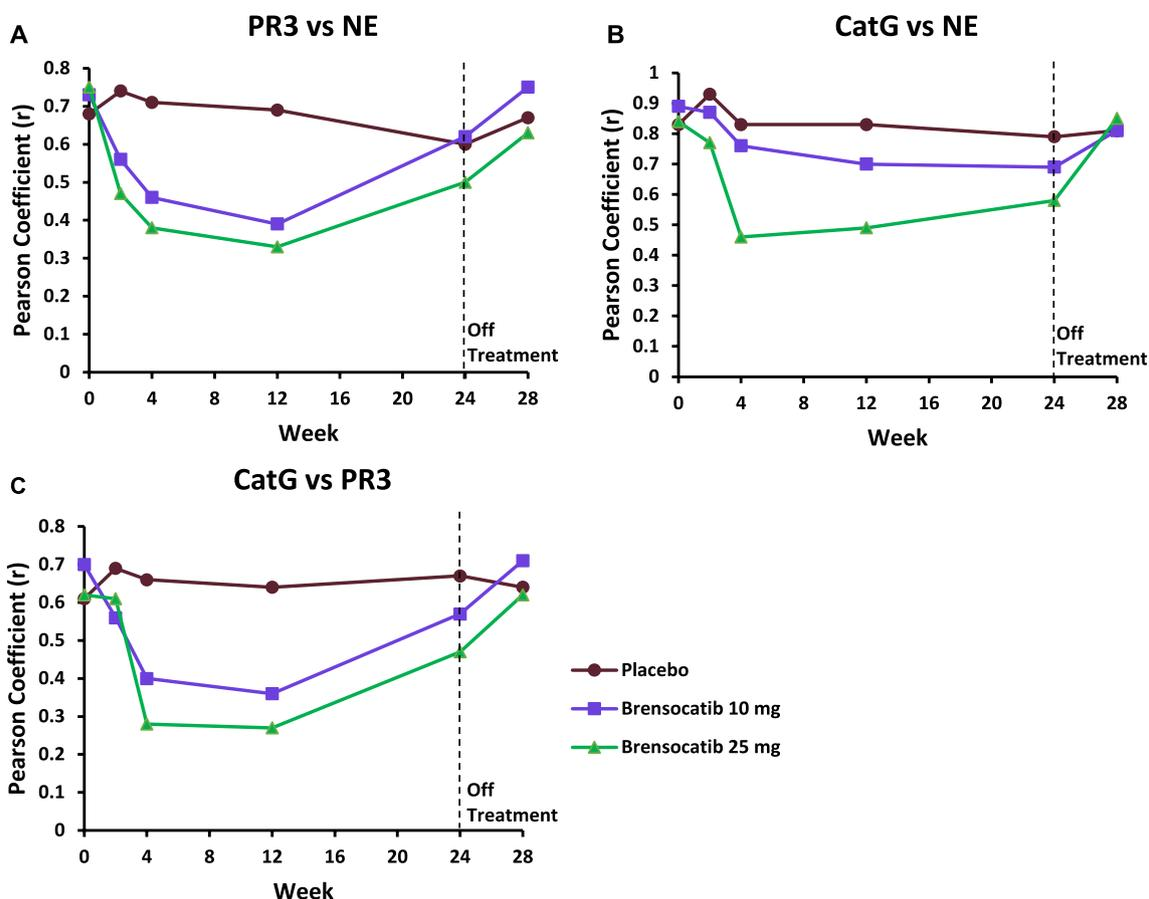 A
PR3 vs NE
Pearson Coefficient (r)
0.8
0.7
0.6
0.5
0.4
0.3
0.2
0.1
0
0 4 8 12 16 20 24 28
Week
Off
Treatment
B
CatG vs NE
Pearson Coefficient (r)
1
0.9
0.8
0.7
0.6
0.5
0.4
0.3
0.2
0.1
0
0 4 8 12 16 20 24 28
Week
Off
Treatment
C
CatG vs PR3
Pearson Coefficient (r)
0.8
0.7
0.6
0.5
0.4
0.3
0.2
0.1
0
0 4 8 12 16 20 24 28
Week
Off
Treatment
Placebo
Brensocatib 10 mg
Brensocatib 25 mg